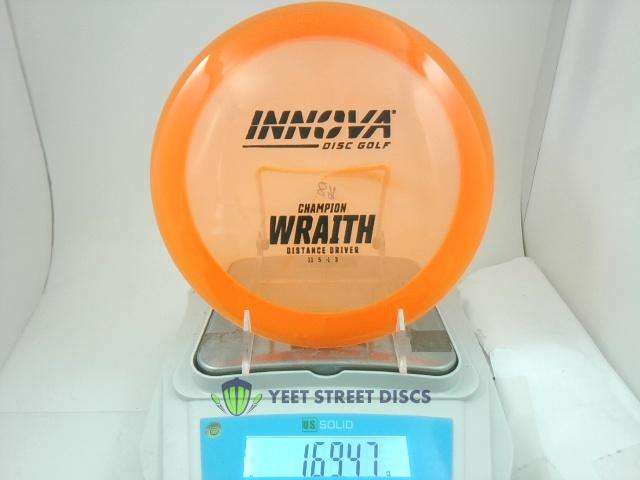 INNOVA
DISC GOLF
CHAMPION
WRAITH
DISTANCE DRIVER
11 5 -1 3
YEET STREET DISCS
US SOLID
169.47
g